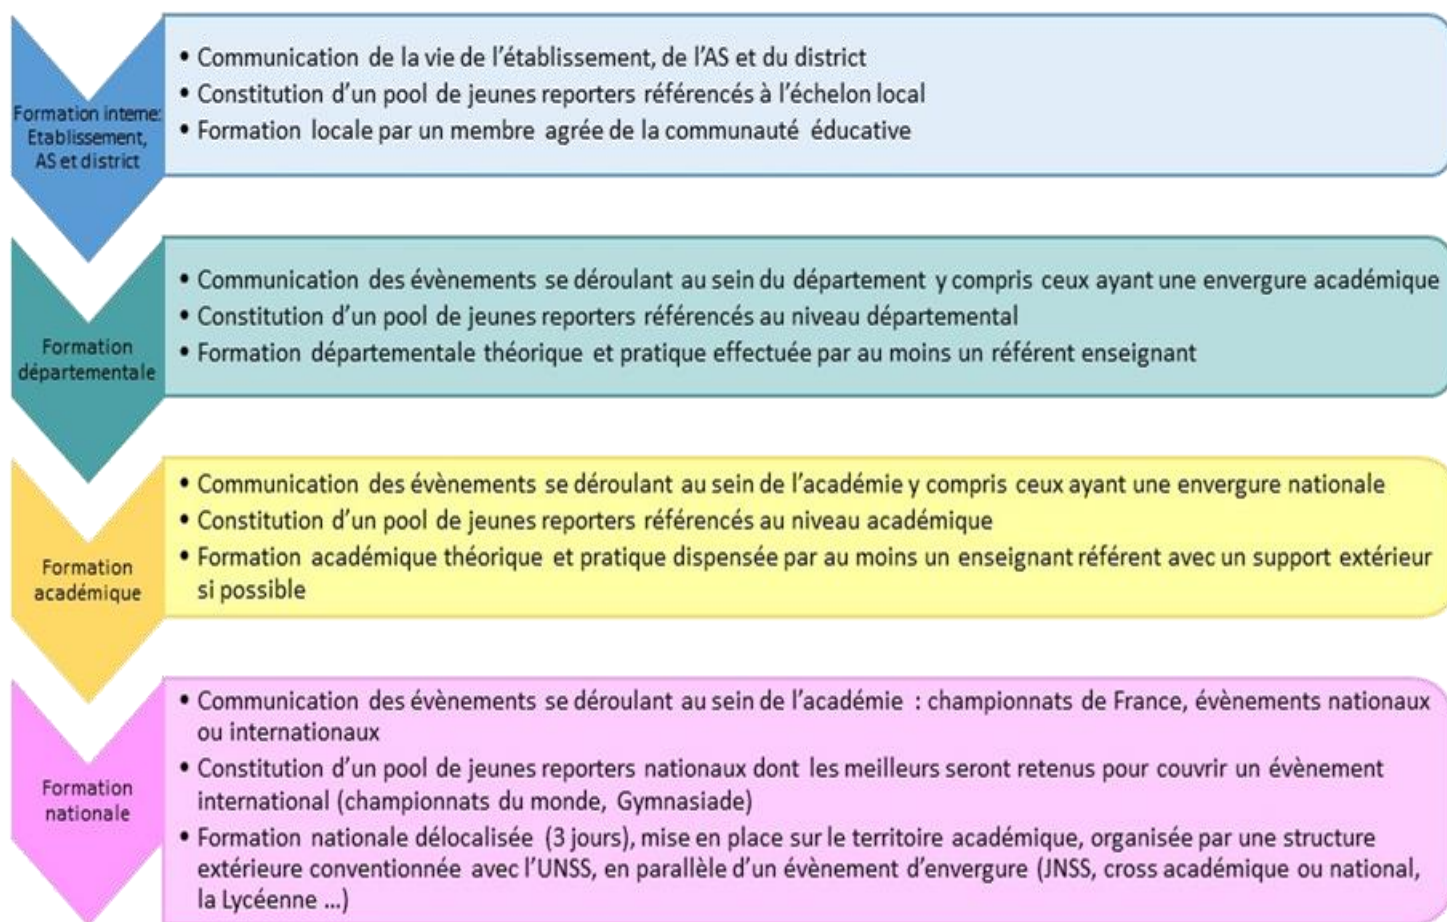 Formation interne:
Etablissement,
AS et district
• Communication de la vie de l'établissement, de l'AS et du district
• Constitution d'un pool de jeunes reporters référencés à l'échelon local
• Formation locale par un membre agrée de la communauté éducative
Formation
départementale
• Communication des évènements se déroulant au sein du département y compris ceux ayant une envergure académique
• Constitution d'un pool de jeunes reporters référencés au niveau départemental
• Formation départementale théorique et pratique effectuée par au moins un référent enseignant
Formation
académique
• Communication des évènements se déroulant au sein de l'académie y compris ceux ayant une envergure nationale
• Constitution d'un pool de jeunes reporters référencés au niveau académique
• Formation académique théorique et pratique dispensée par au moins un enseignant référent avec un support extérieur
si possible
Formation
nationale
• Communication des évènements se déroulant au sein de l'académie : championnats de France, évènements nationaux
ou internationaux
• Constitution d'un pool de jeunes reporters nationaux dont les meilleurs seront retenus pour couvrir un évènement
international (championnats du monde, Gymnasiade)
• Formation nationale délocalisée (3 jours), mise en place sur le territoire académique, organisée par une structure
extérieure conventionnée avec l'UNSS, en parallèle d'un évènement d'envergure (JNSS, cross académique ou national,
la Lycéenne ...)